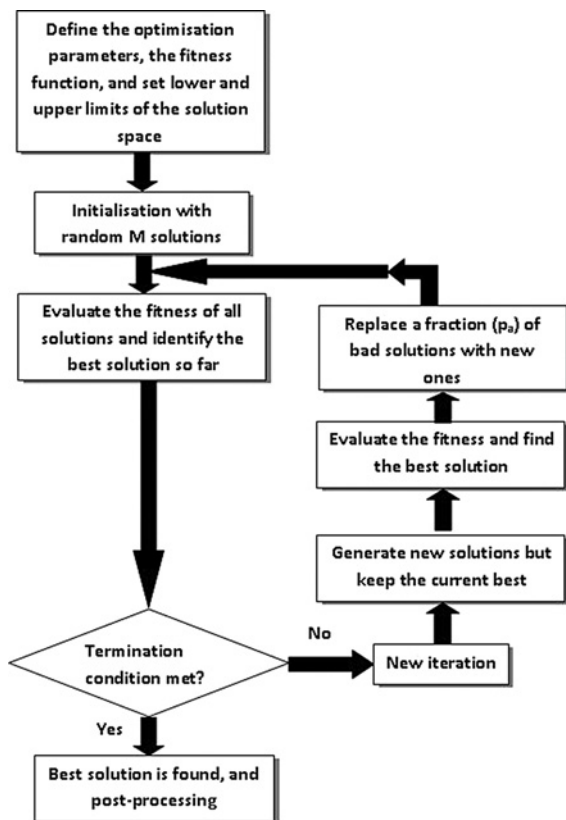 Define the optimisation
parameters, the fitness
function, and set lower and
upper limits of the solution
space
Initialisation with
random M solutions
Evaluate the fitness of all
solutions and identify the
best solution so far
Termination
condition met?
Yes
Best solution is found, and
post-processing
No
New iteration
Generate new solutions but
keep the current best
Evaluate the fitness and find
the best solution
Replace a fraction (pₐ) of
bad solutions with new
ones